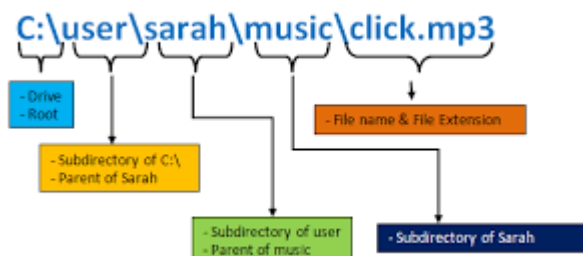 C:\user\sarah\music\click.mp3
- Drive
- Root
- File name & File Extension
- Subdirectory of C:\
- Parent of Sarah
- Subdirectory of user
- Parent of music
- Subdirectory of Sarah